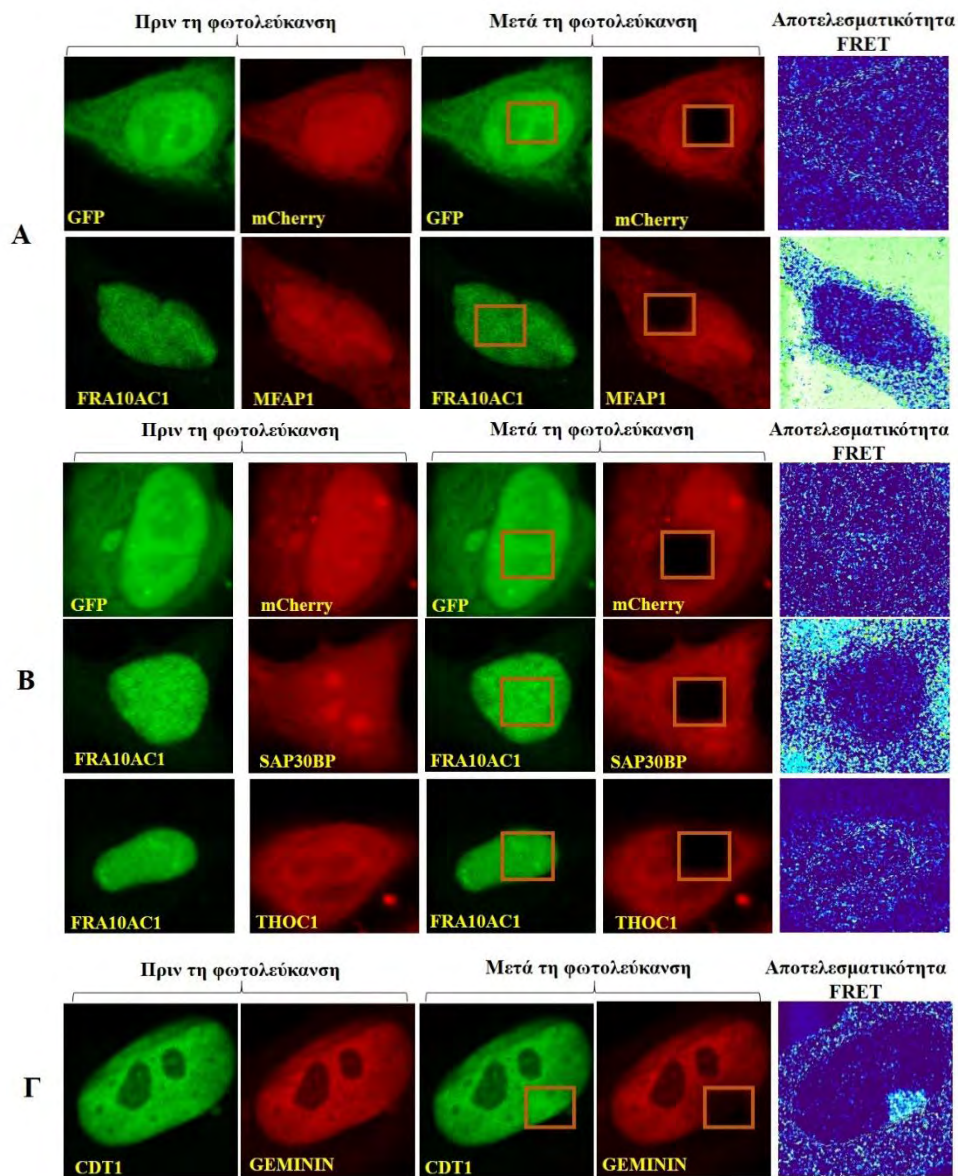 Πριν τη φωτολεύκανση
Μετά τη φωτολεύκανση
Αποτελεσματικότητα
FRET
Α
GFP
mCherry
GFP
mCherry
FRA10AC1
MFAP1
FRA10AC1
MFAP1
Πριν τη φωτολεύκανση
Μετά τη φωτολεύκανση
Αποτελεσματικότητα
FRET
Β
GFP
mCherry
GFP
mCherry
FRA10AC1
SAP30BP
FRA10AC1
SAP30BP
FRA10AC1
THOC1
FRA10AC1
THOC1
Πριν τη φωτολεύκανση
Μετά τη φωτολεύκανση
Αποτελεσματικότητα
FRET
Γ
CDT1
GEMININ
CDT1
GEMININ